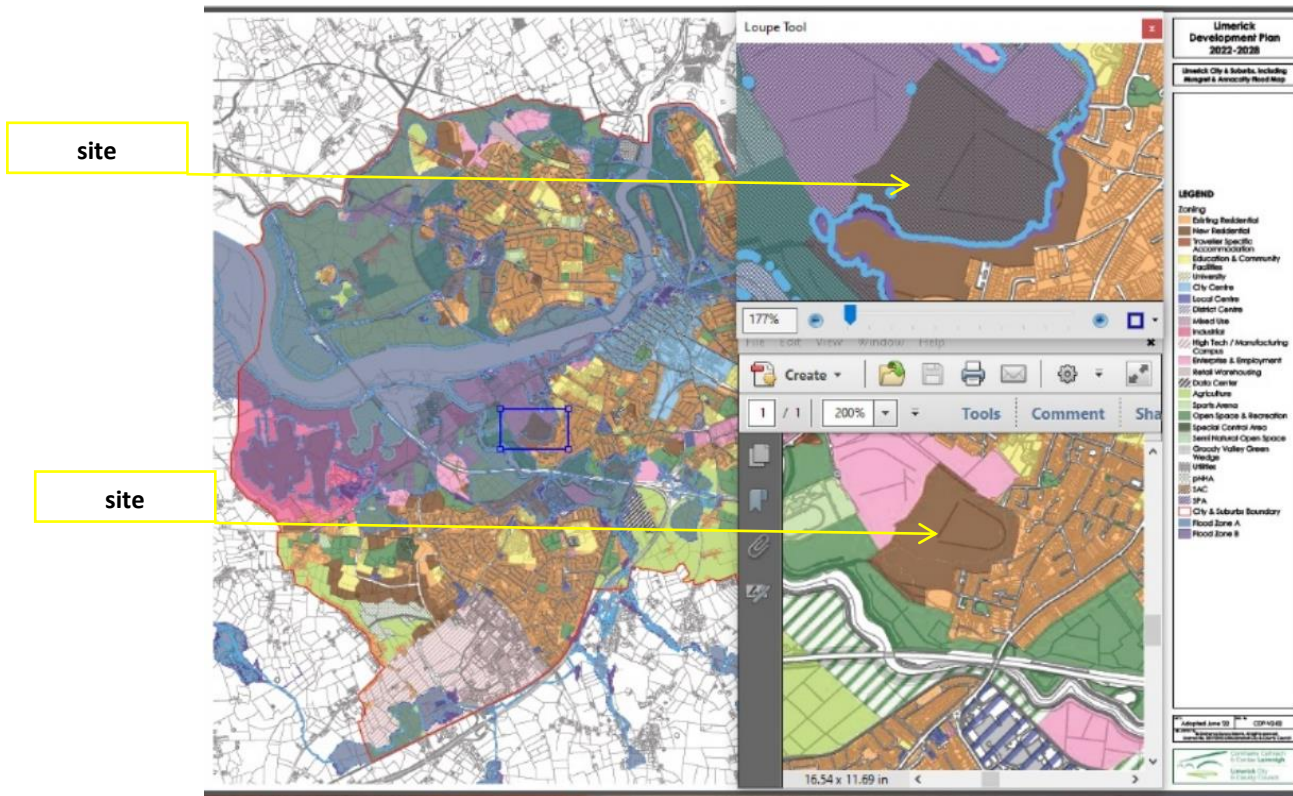 site
site
Loupe Tool
177%
File Edit View Window Help
Create
1 / 1
200%
Tools
Comment
Sha
16.54 x 11.69 in
Limerick
Development Plan
2022-2028
Limerick City & Suburbs, including
Mungret & Annacotty Flood Map
LEGEND
Zoning
Existing Residential
New Residential
Traveller Specific
Accommodation
Education & Community
Facilities
University
City Centre
Local Centre
District Centre
Mixed Use
Industrial
High Tech / Manufacturing
Campus
Enterprise & Employment
Retail Warehousing
Data Center
Agriculture
Sports Arena
Open Space & Recreation
Special Control Area
Semi Natural Open Space
Groody Valley Green
Wedge
Utilities
pNHA
SAC
SPA
City & Suburbs Boundary
Flood Zone A
Flood Zone B
Adopted June '22
Limerick City
& County Council